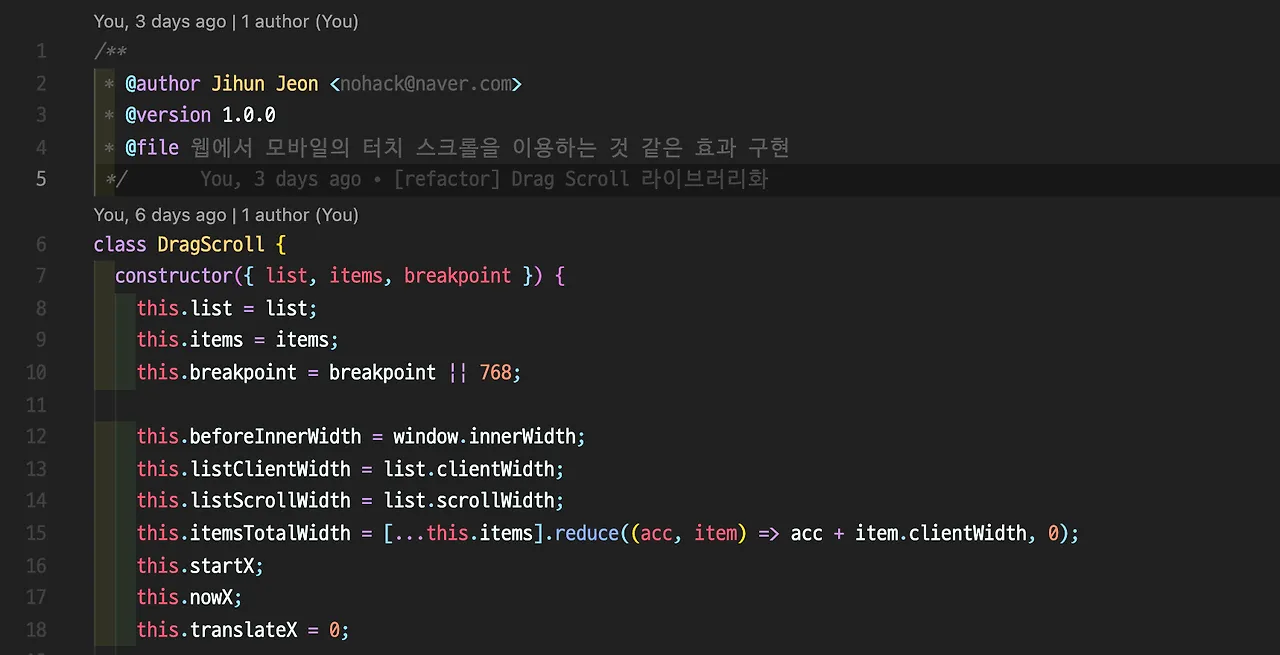 You, 3 days ago | 1 author (You)
1 /**
2 * @author Jihun Jeon <nohack@naver.com>
3 * @version 1.0.0
4 * @file 웹에서 모바일의 터치 스크롤을 이용하는 것 같은 효과 구현
5 */ You, 3 days ago • [refactor] Drag Scroll 라이브러리화
You, 6 days ago | 1 author (You)
6 class DragScroll {
7 constructor({ list, items, breakpoint }) {
8 this.list = list;
9 this.items = items;
10 this.breakpoint = breakpoint || 768;
11
12 this.beforeInnerWidth = window.innerWidth;
13 this.listClientWidth = list.clientWidth;
14 this.listScrollWidth = list.scrollWidth;
15 this.itemsTotalWidth = [...this.items].reduce((acc, item) => acc + item.clientWidth, 0);
16 this.startX;
17 this.nowX;
18 this.translateX = 0;